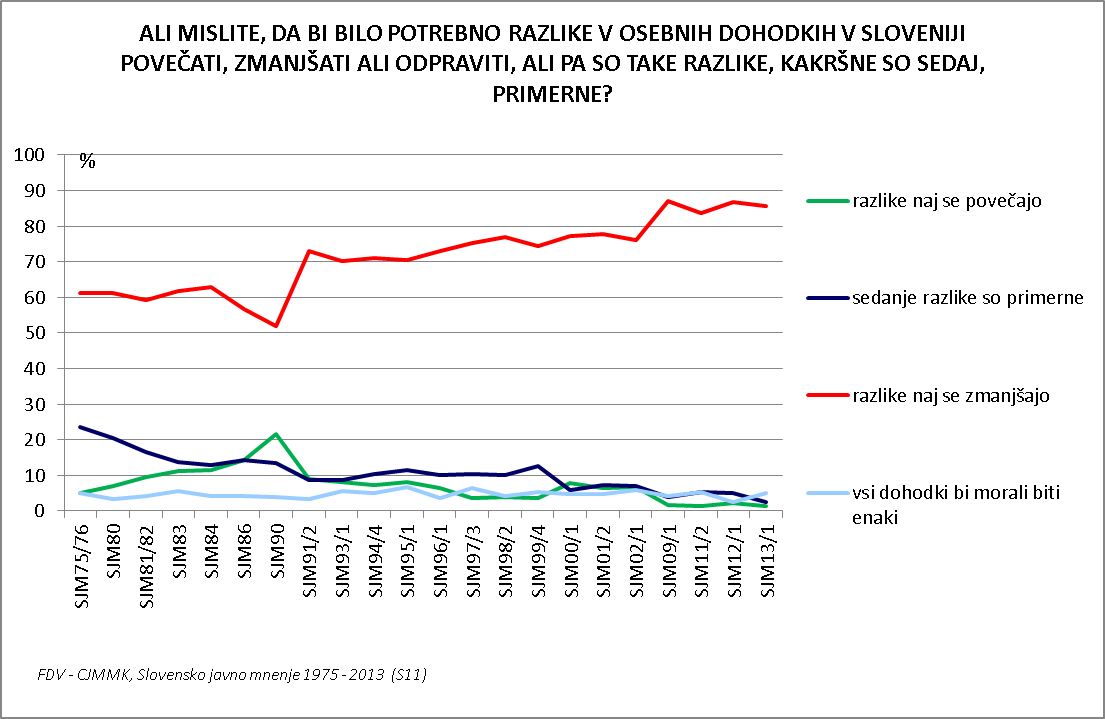 ALI MISLITE, DA BI BILO POTREBNO RAZLIKE V OSEBNIH DOHODKIH V SLOVENIJI
POVEČATI, ZMANJŠATI ALI ODPRAVITI, ALI PA SO TAKE RAZLIKE, KAKRŠNE SO SEDAJ,
PRIMERNE?
%
100
90
80
70
60
50
40
30
20
10
0
SJM75/76
SJM80
SJM81/82
SJM83
SJM84
SJM86
SJM90
SJM91/2
SJM93/1
SJM94/4
SJM95/1
SJM96/1
SJM97/3
SJM98/2
SJM99/4
SJM00/1
SJM01/2
SJM02/1
SJM09/1
SJM11/2
SJM12/1
SJM13/1
razlike naj se povečajo
sedanje razlike so primerne
razlike naj se zmanjšajo
vsi dohodki bi morali biti
enaki
FDV - CJMMK, Slovensko javno mnenje 1975 - 2013 (S11)